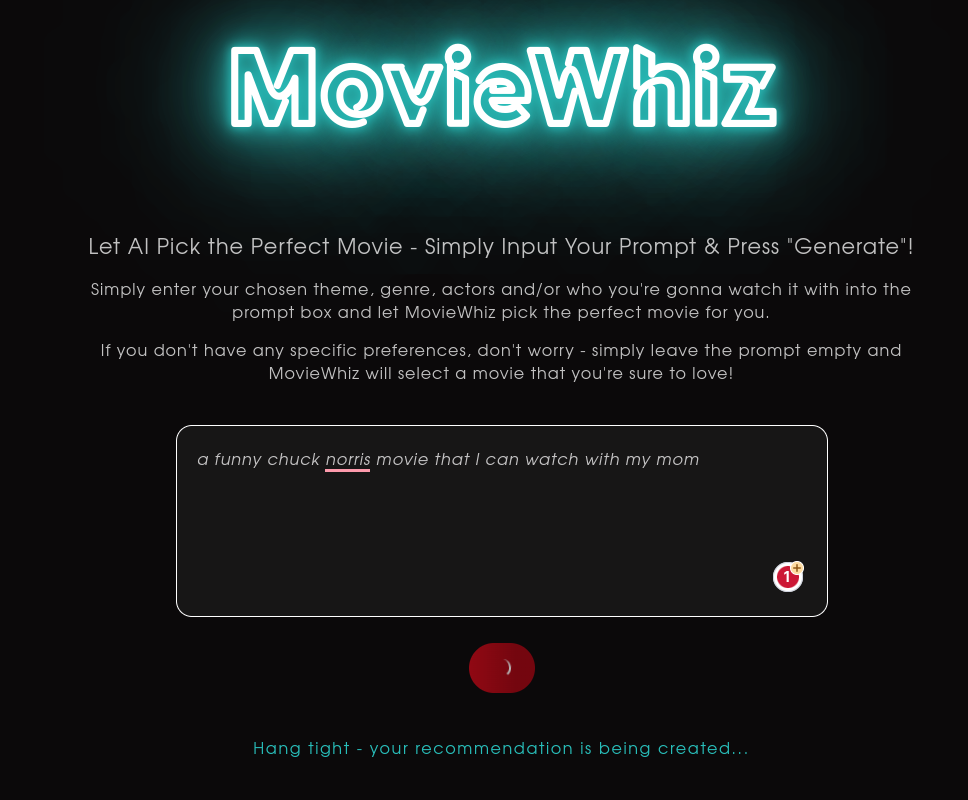 MovieWhiz
Let AI Pick the Perfect Movie - Simply Input Your Prompt & Press "Generate"!
Simply enter your chosen theme, genre, actors and/or who you're gonna watch it with into the
prompt box and let MovieWhiz pick the perfect movie for you.
If you don't have any specific preferences, don't worry - simply leave the prompt empty and
MovieWhiz will select a movie that you're sure to love!
a funny chuck norris movie that I can watch with my mom
1+
Hang tight - your recommendation is being created...